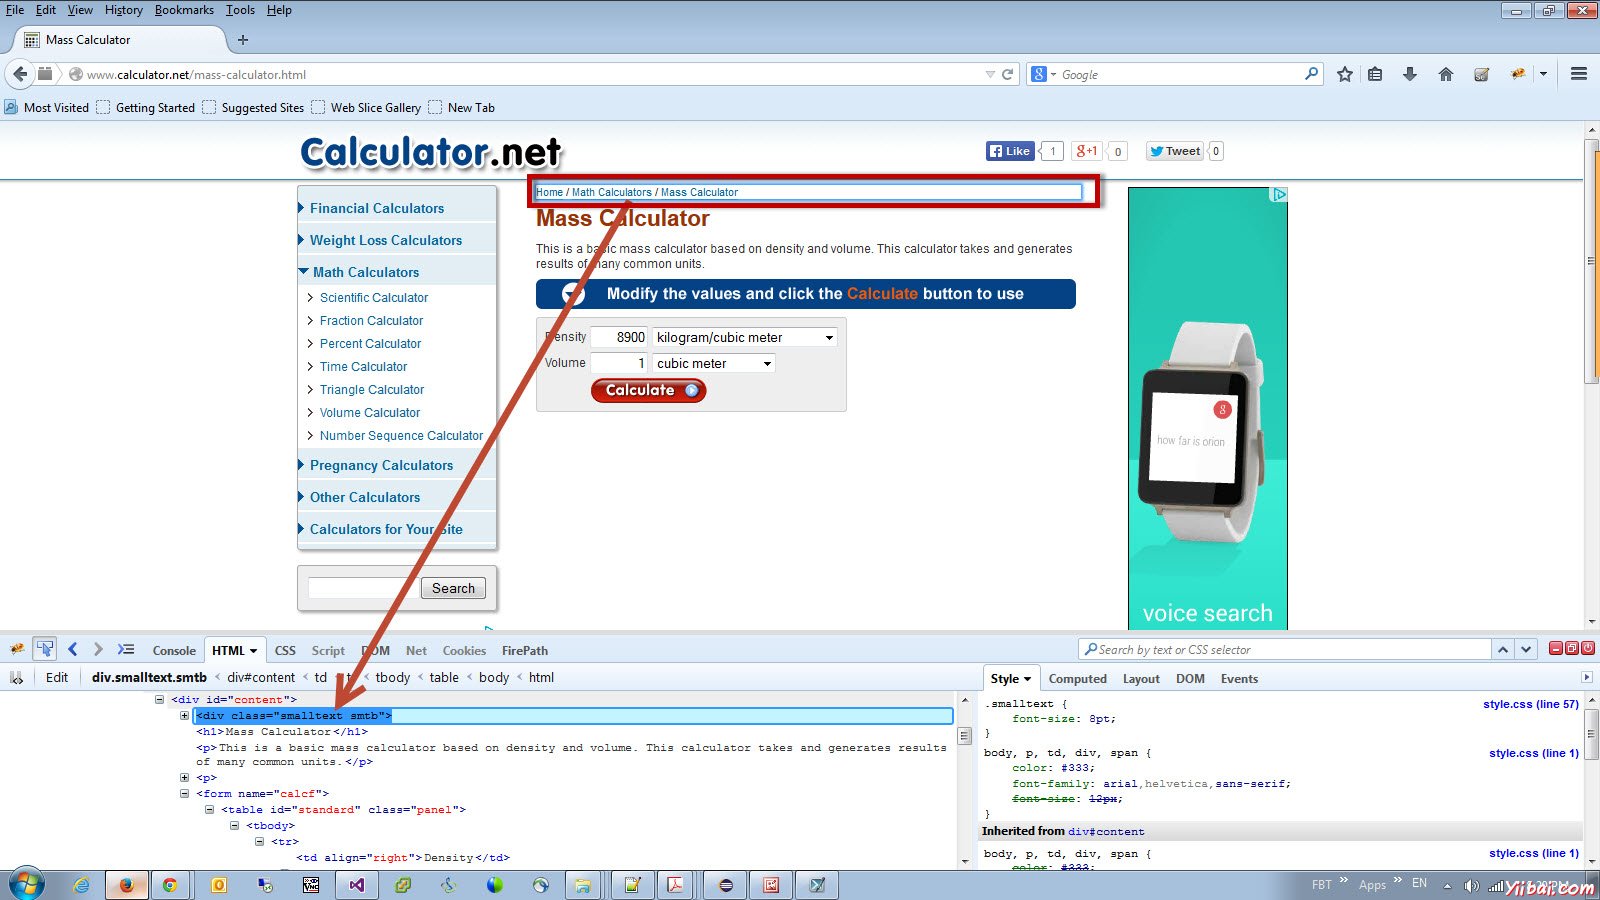 File Edit View History Bookmarks Tools Help
Mass Calculator
www.calculator.net/mass-calculator.html
Google
Most Visited Getting Started Suggested Sites Web Slice Gallery New Tab
Calculator.net
Like 1 g+1 0 Tweet 0
Home / Math Calculators / Mass Calculator
Financial Calculators
Weight Loss Calculators
Math Calculators
Scientific Calculator
Fraction Calculator
Percent Calculator
Time Calculator
Triangle Calculator
Volume Calculator
Number Sequence Calculator
Pregnancy Calculators
Other Calculators
Calculators for Your Site
Search
Mass Calculator
This is a basic mass calculator based on density and volume. This calculator takes and generates
results of many common units.
Modify the values and click the Calculate button to use
Density 8900 kilogram/cubic meter
Volume 1 cubic meter
Calculate
how far is orion
voice search
Console HTML CSS Script DOM Net Cookies FirePath
Search by text or CSS selector
Edit div.smalltext.smtb < div#content < td < tr < tbody < table < body < html
<div id="content">
<div class="smalltext smtb">
<h1>Mass Calculator</h1>
<p>This is a basic mass calculator based on density and volume. This calculator takes and generates results
of many common units.</p>
<p>
<form name="calcf">
<table id="standard" class="panel">
<tbody>
<tr>
<td align="right">Density</td>
Style Computed Layout DOM Events
.smalltext { style.css (line 57)
font-size: 8pt;
}
body, p, td, div, span { style.css (line 1)
color: #333;
font-family: arial,helvetica,sans-serif;
font-size: 12px;
}
Inherited from div#content
body, p, td, div, span { style.css (line 1)
color: #333;
FBT Apps EN
Yiibai.com